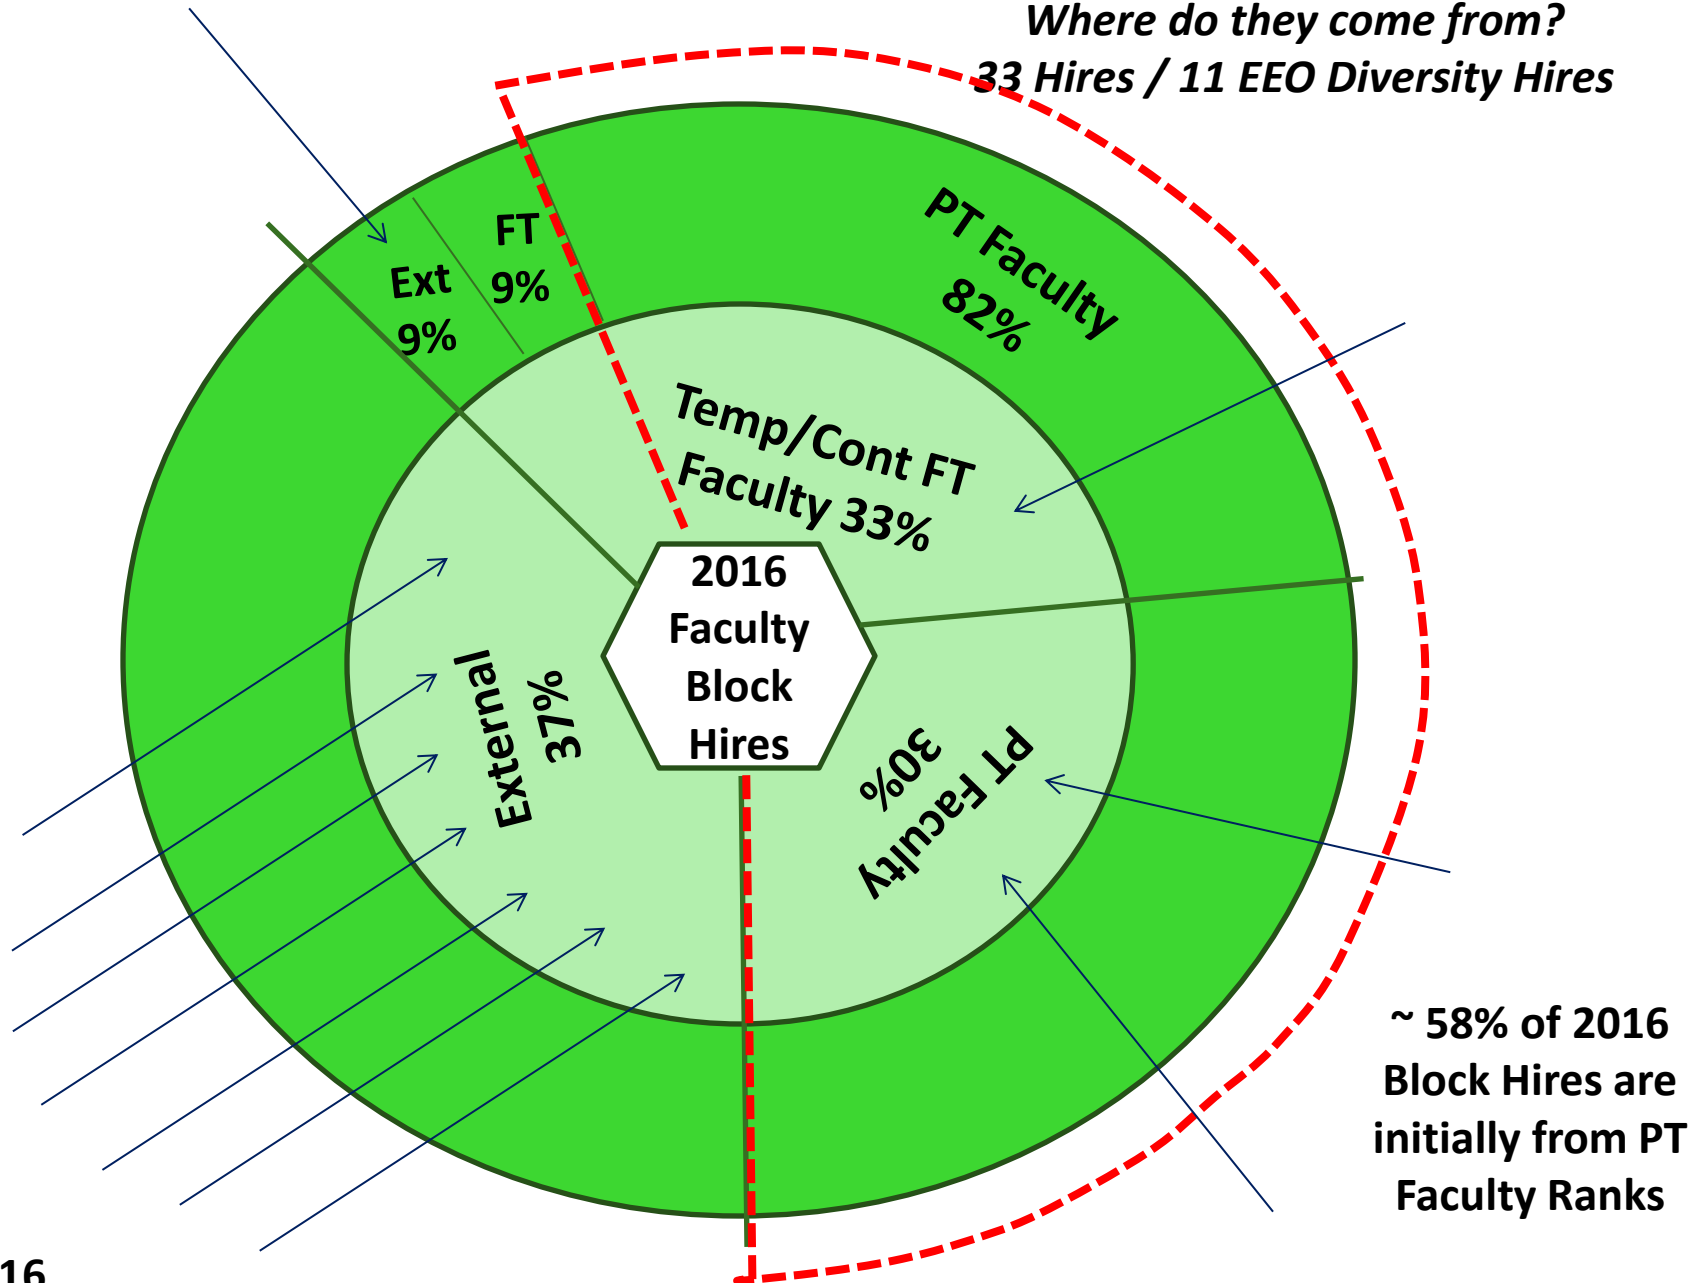 Where do they come from?
33 Hires / 11 EEO Diversity Hires
PT Faculty
82%
FT
9%
Ext
9%
Temp/Cont FT
Faculty 33%
2016
Faculty
Block
Hires
External
37%
PT Faculty
30%
~ 58% of 2016
Block Hires are
initially from PT
Faculty Ranks
16